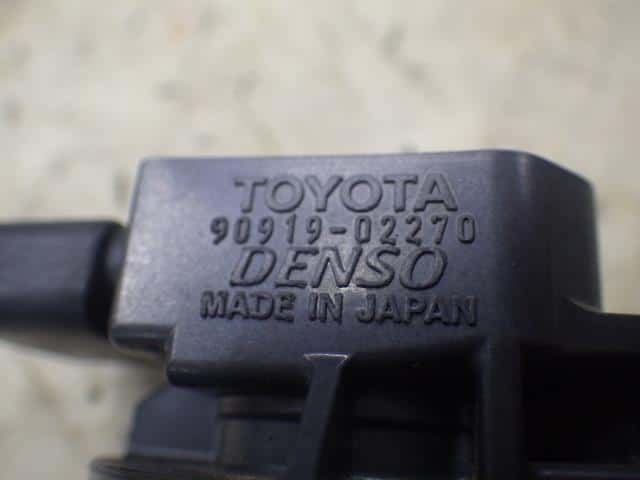 TOYOTA
90919-02270
DENSO
MADE IN JAPAN